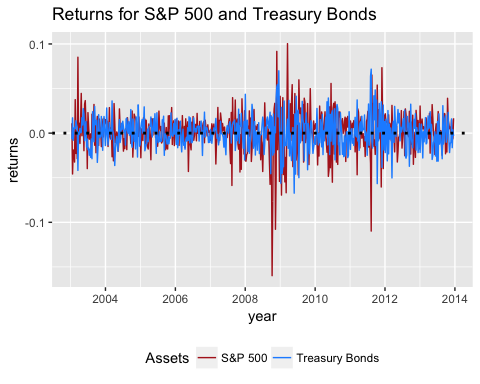 Returns for S&P 500 and Treasury Bonds
0.1
0.0
-0.1
returns
2004 2006 2008 2010 2012 2014
year
Assets S&P 500 Treasury Bonds